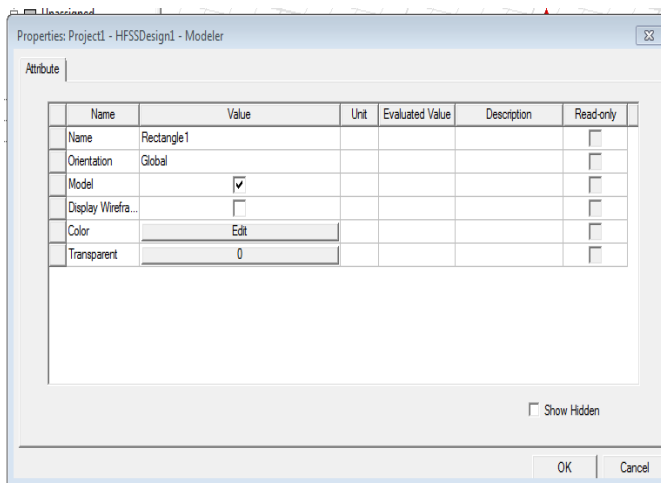 Unassigned
Properties: Project1 - HFSSDesign1 - Modeler
Attribute
Name Value Unit Evaluated Value Description Read-only
Name Rectangle1
Orientation Global
Model
Display Wirefra...
Color Edit
Transparent 0
Show Hidden
OK Cancel